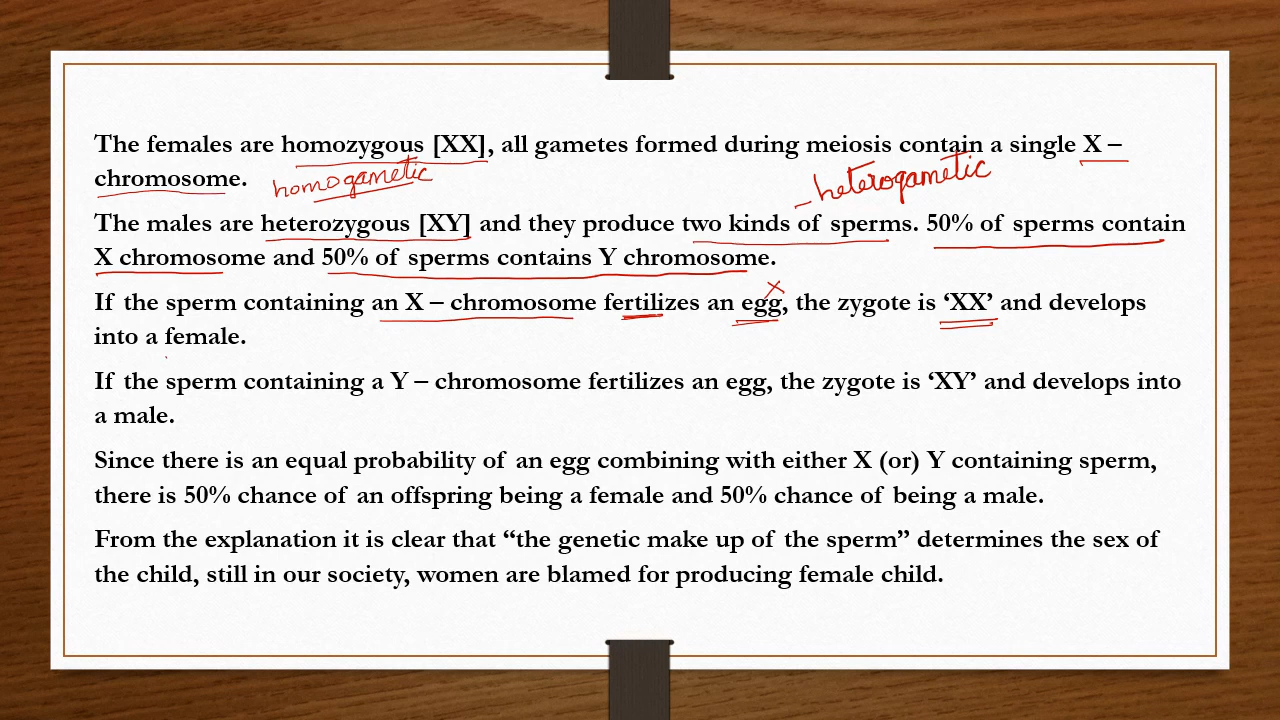 The females are homozygous [XX], all gametes formed during meiosis contain a single X –
chromosome.
homogametic
– heterogametic
The males are heterozygous [XY] and they produce two kinds of sperms. 50% of sperms contain
X chromosome and 50% of sperms contains Y chromosome.
X
If the sperm containing an X – chromosome fertilizes an egg, the zygote is ‘XX’ and develops
into a female.
If the sperm containing a Y – chromosome fertilizes an egg, the zygote is ‘XY’ and develops into
a male.
Since there is an equal probability of an egg combining with either X (or) Y containing sperm,
there is 50% chance of an offspring being a female and 50% chance of being a male.
From the explanation it is clear that “the genetic make up of the sperm” determines the sex of
the child, still in our society, women are blamed for producing female child.